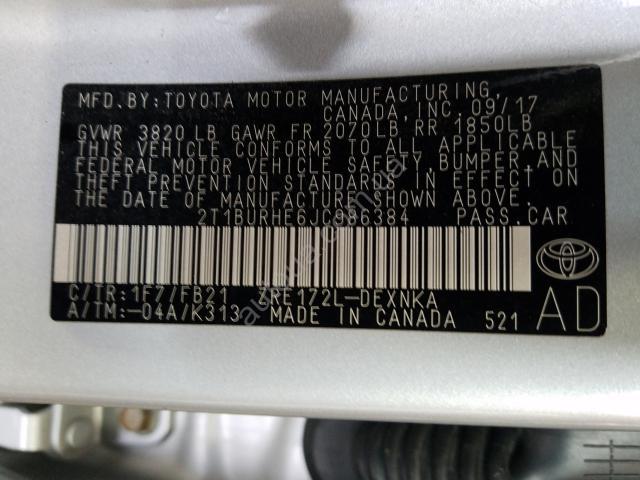 MFD.BY:TOYOTA MOTOR MANUFACTURING,
CANADA, INC. 09/17
GVWR 3820 LB GAWR FR 2070LB RR 1850LB
THIS VEHICLE CONFORMS TO ALL APPLICABLE
FEDERAL MOTOR VEHICLE SAFETY, BUMPER, AND
THEFT PREVENTION STANDARDS IN EFFECT ON
THE DATE OF MANUFACTURE SHOWN ABOVE.
2T1BURHE6JC986384 PASS.CAR
C/TR:1F7/FB21 ZRE172L-DEXNKA
A/TM:-04A/K313 MADE IN CANADA 521
AD